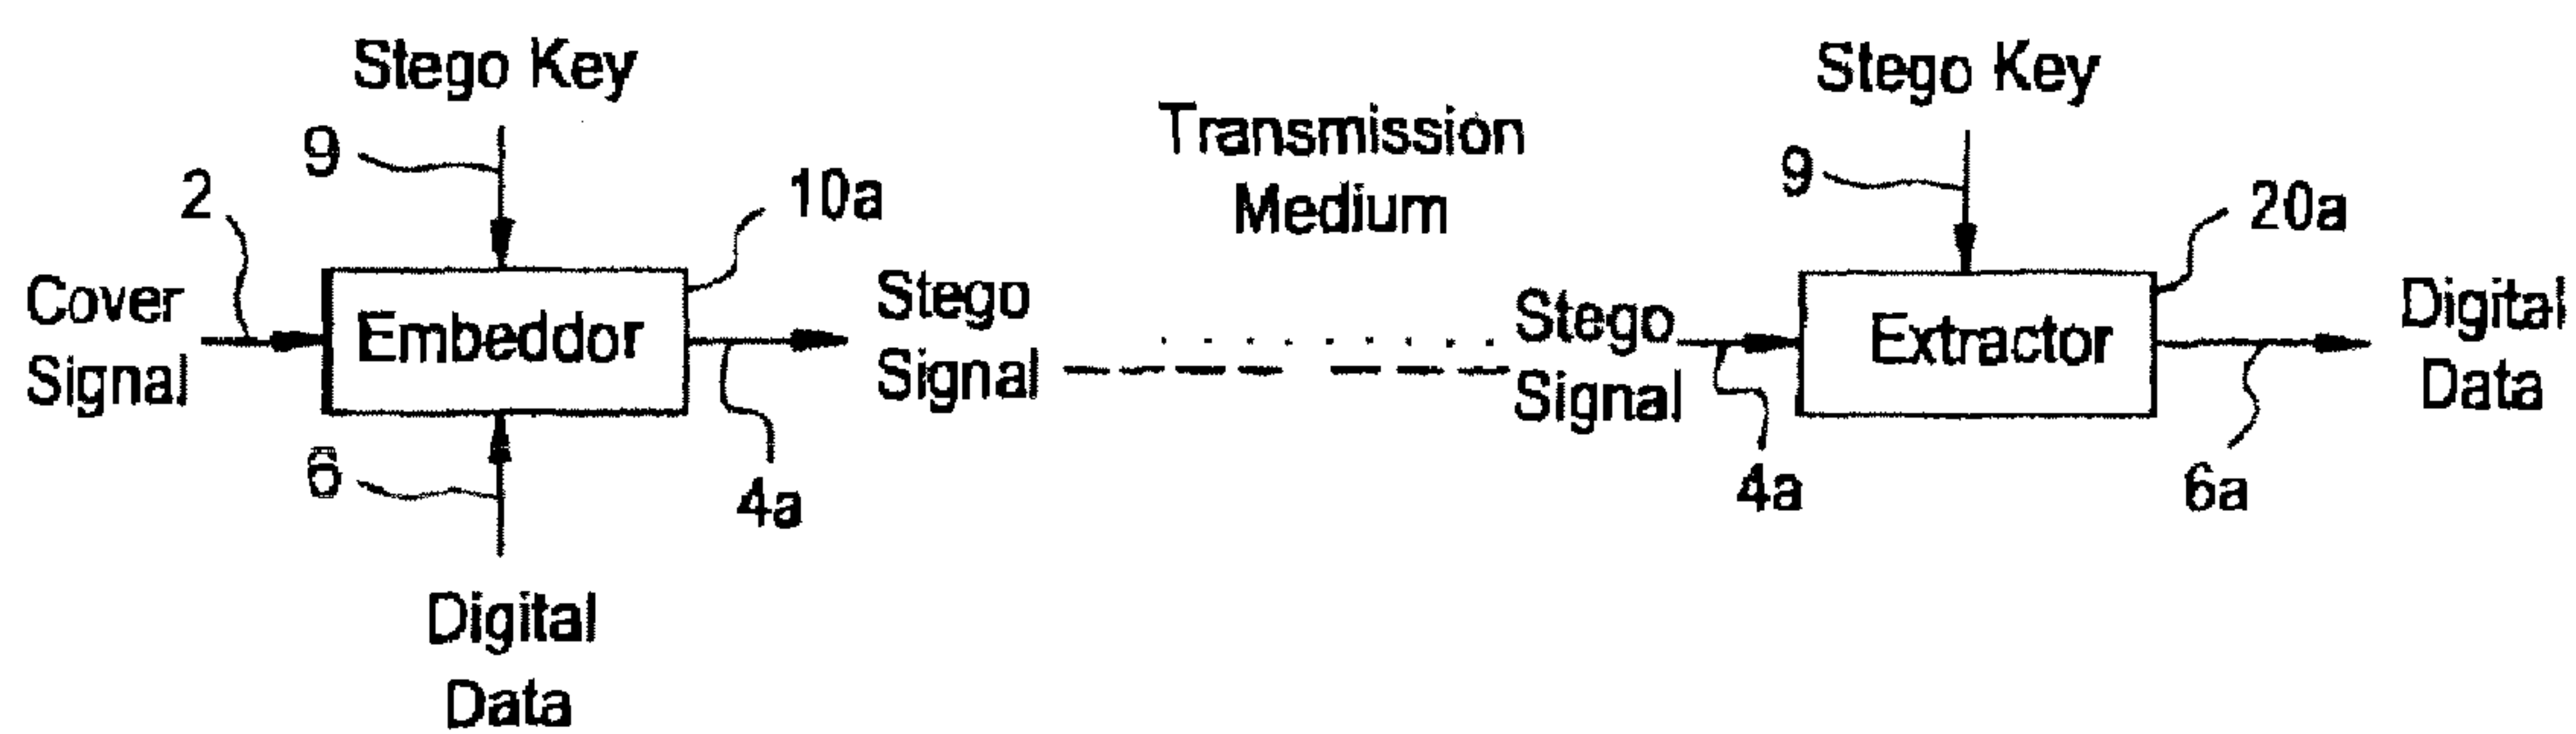 Stego Key
9
2
10a
Cover
Signal
Embeddor
Stego
Signal
4a
6
Digital
Data
Transmission
Medium
Stego Key
9
20a
Stego
Signal
Extractor
4a
6a
Digital
Data